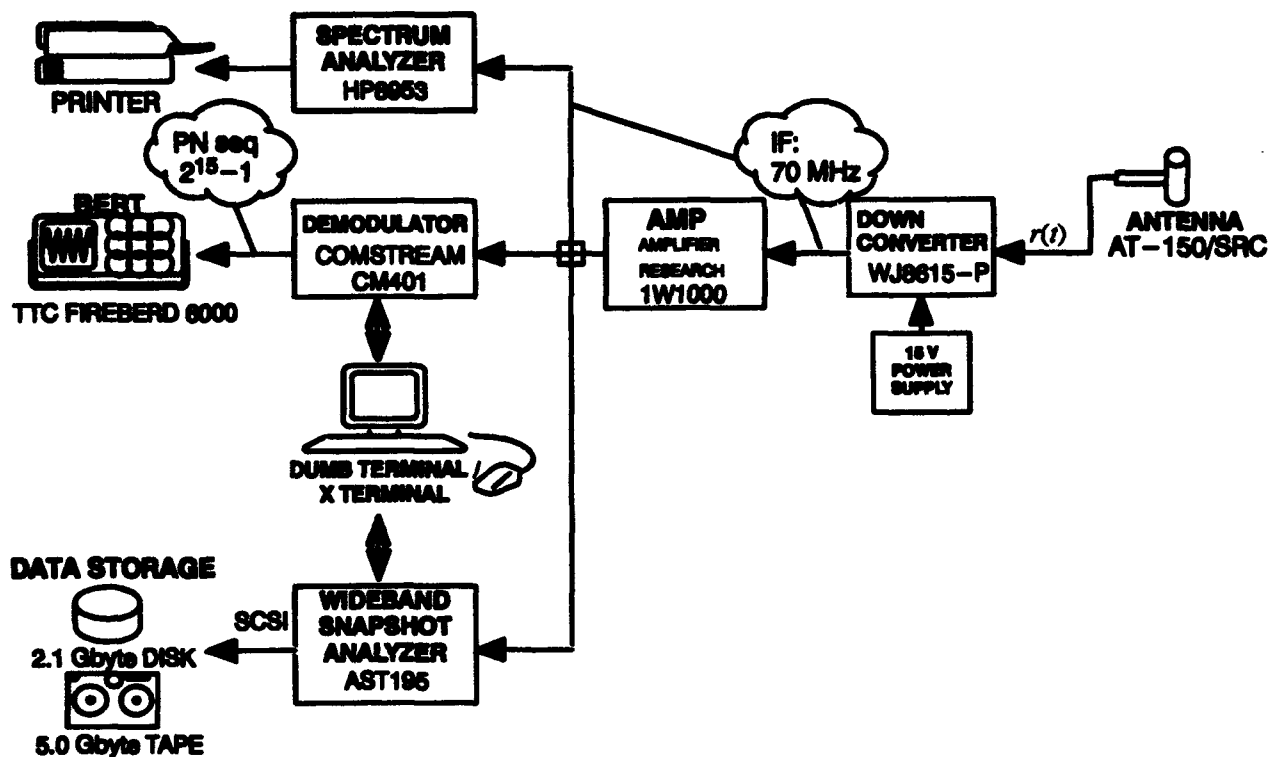 SPECTRUM
ANALYZER
HP8953
PRINTER
PN seq
2¹⁵−1
IF:
70 MHz
BERT
TTC FIREBERD 6000
DEMODULATOR
COMSTREAM
CM401
AMP
AMPLIFIER
RESEARCH
1W1000
DOWN
CONVERTER
WJ8615−P
r(t)
ANTENNA
AT−150/SRC
15 V
POWER
SUPPLY
DUMB TERMINAL
X TERMINAL
DATA STORAGE
2.1 Gbyte DISK
5.0 Gbyte TAPE
SCSI
WIDEBAND
SNAPSHOT
ANALYZER
AST195